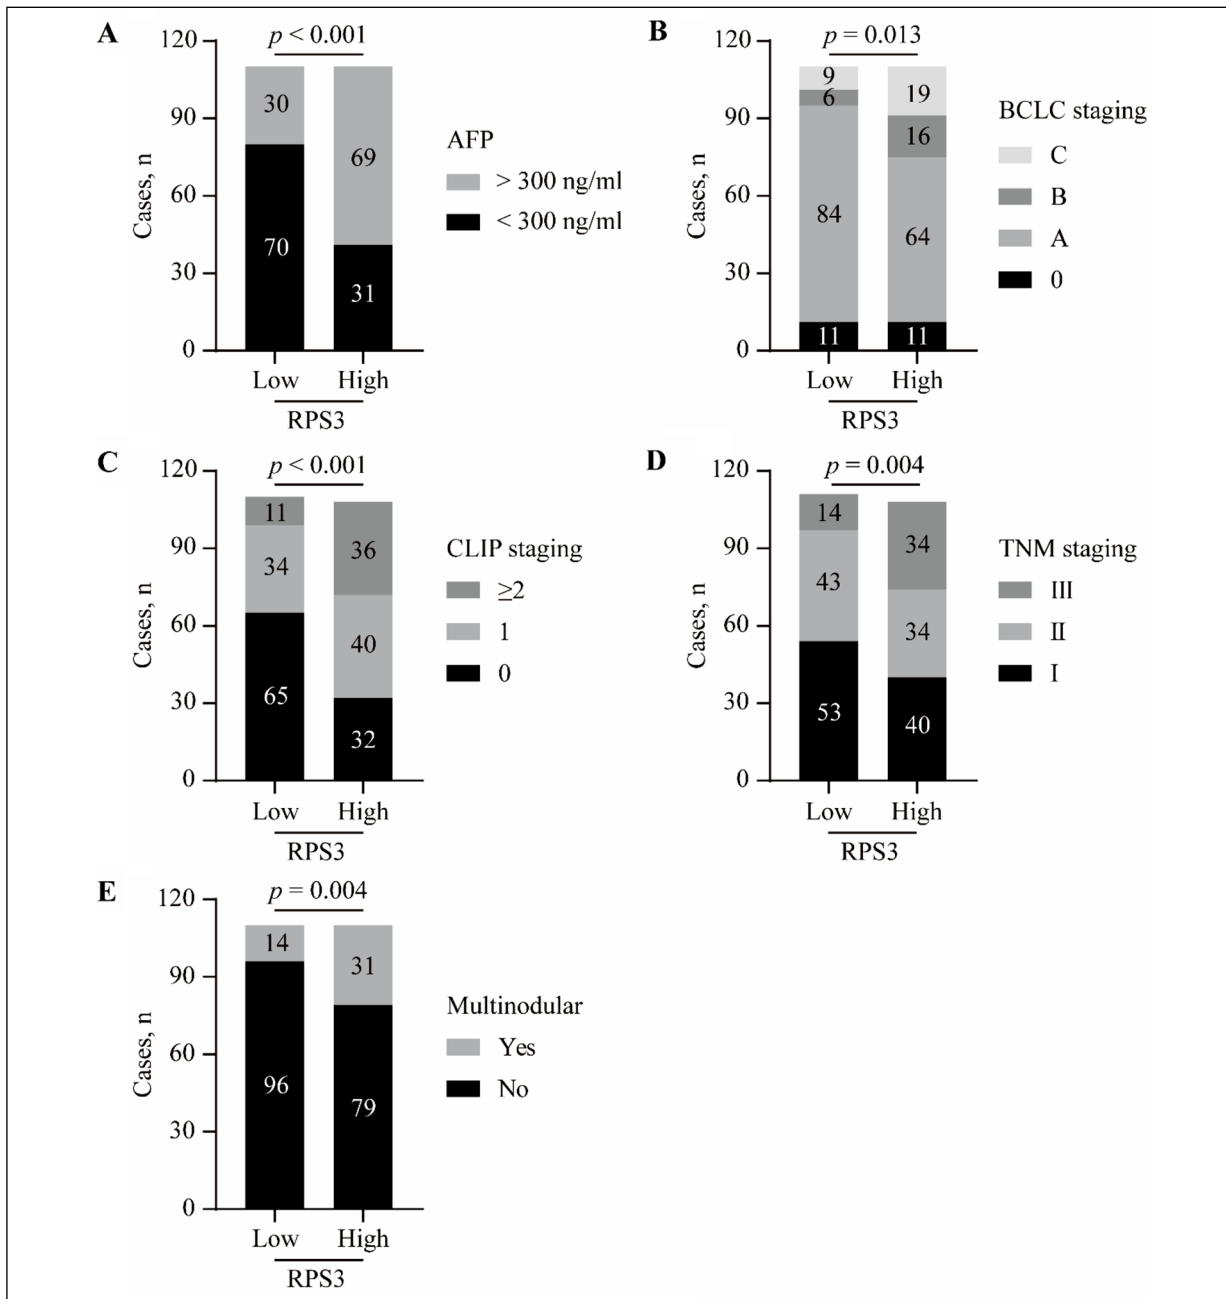 A
p < 0.001
120
90
60
30
0
Cases, n
30
69
70
31
Low High
RPS3
AFP
> 300 ng/ml
< 300 ng/ml
B
p = 0.013
120
90
60
30
0
Cases, n
9
6
19
16
84
64
11
11
Low High
RPS3
BCLC staging
C
B
A
0
C
p < 0.001
120
90
60
30
0
Cases, n
11
36
34
40
65
32
Low High
RPS3
CLIP staging
≥2
1
0
D
p = 0.004
120
90
60
30
0
Cases, n
14
34
43
34
53
40
Low High
RPS3
TNM staging
III
II
I
E
p = 0.004
120
90
60
30
0
Cases, n
14
31
96
79
Low High
RPS3
Multinodular
Yes
No